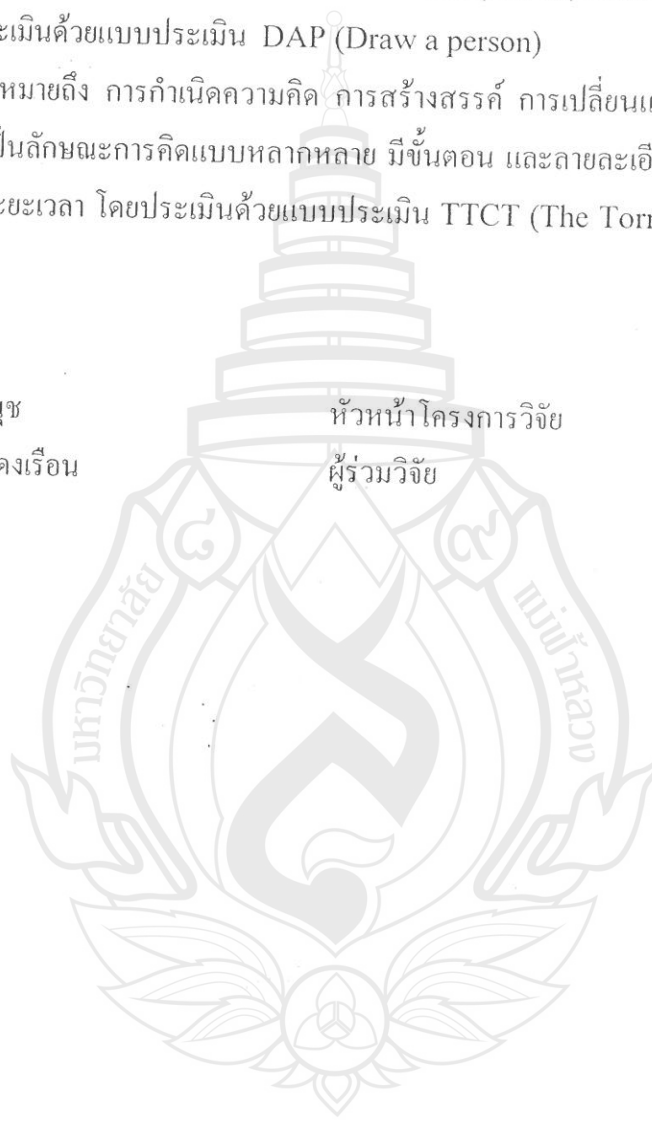 ะเมินด้วยแบบประเมิน DAP (Draw a person)
หมายถึง การกำเนิดความคิด การสร้างสรรค์ การเปลี่ยนแ
ป็นลักษณะการคิดแบบหลากหลาย มีขั้นตอน และลายละเอี
ะยะเวลา โดยประเมินด้วยแบบประเมิน TTCT (The Torr
นุช หัวหน้าโครงการวิจัย
ดงเรือน ผู้ร่วมวิจัย
๘ ๙
มหาวิทยาลัย แม่ฟ้าหลวง